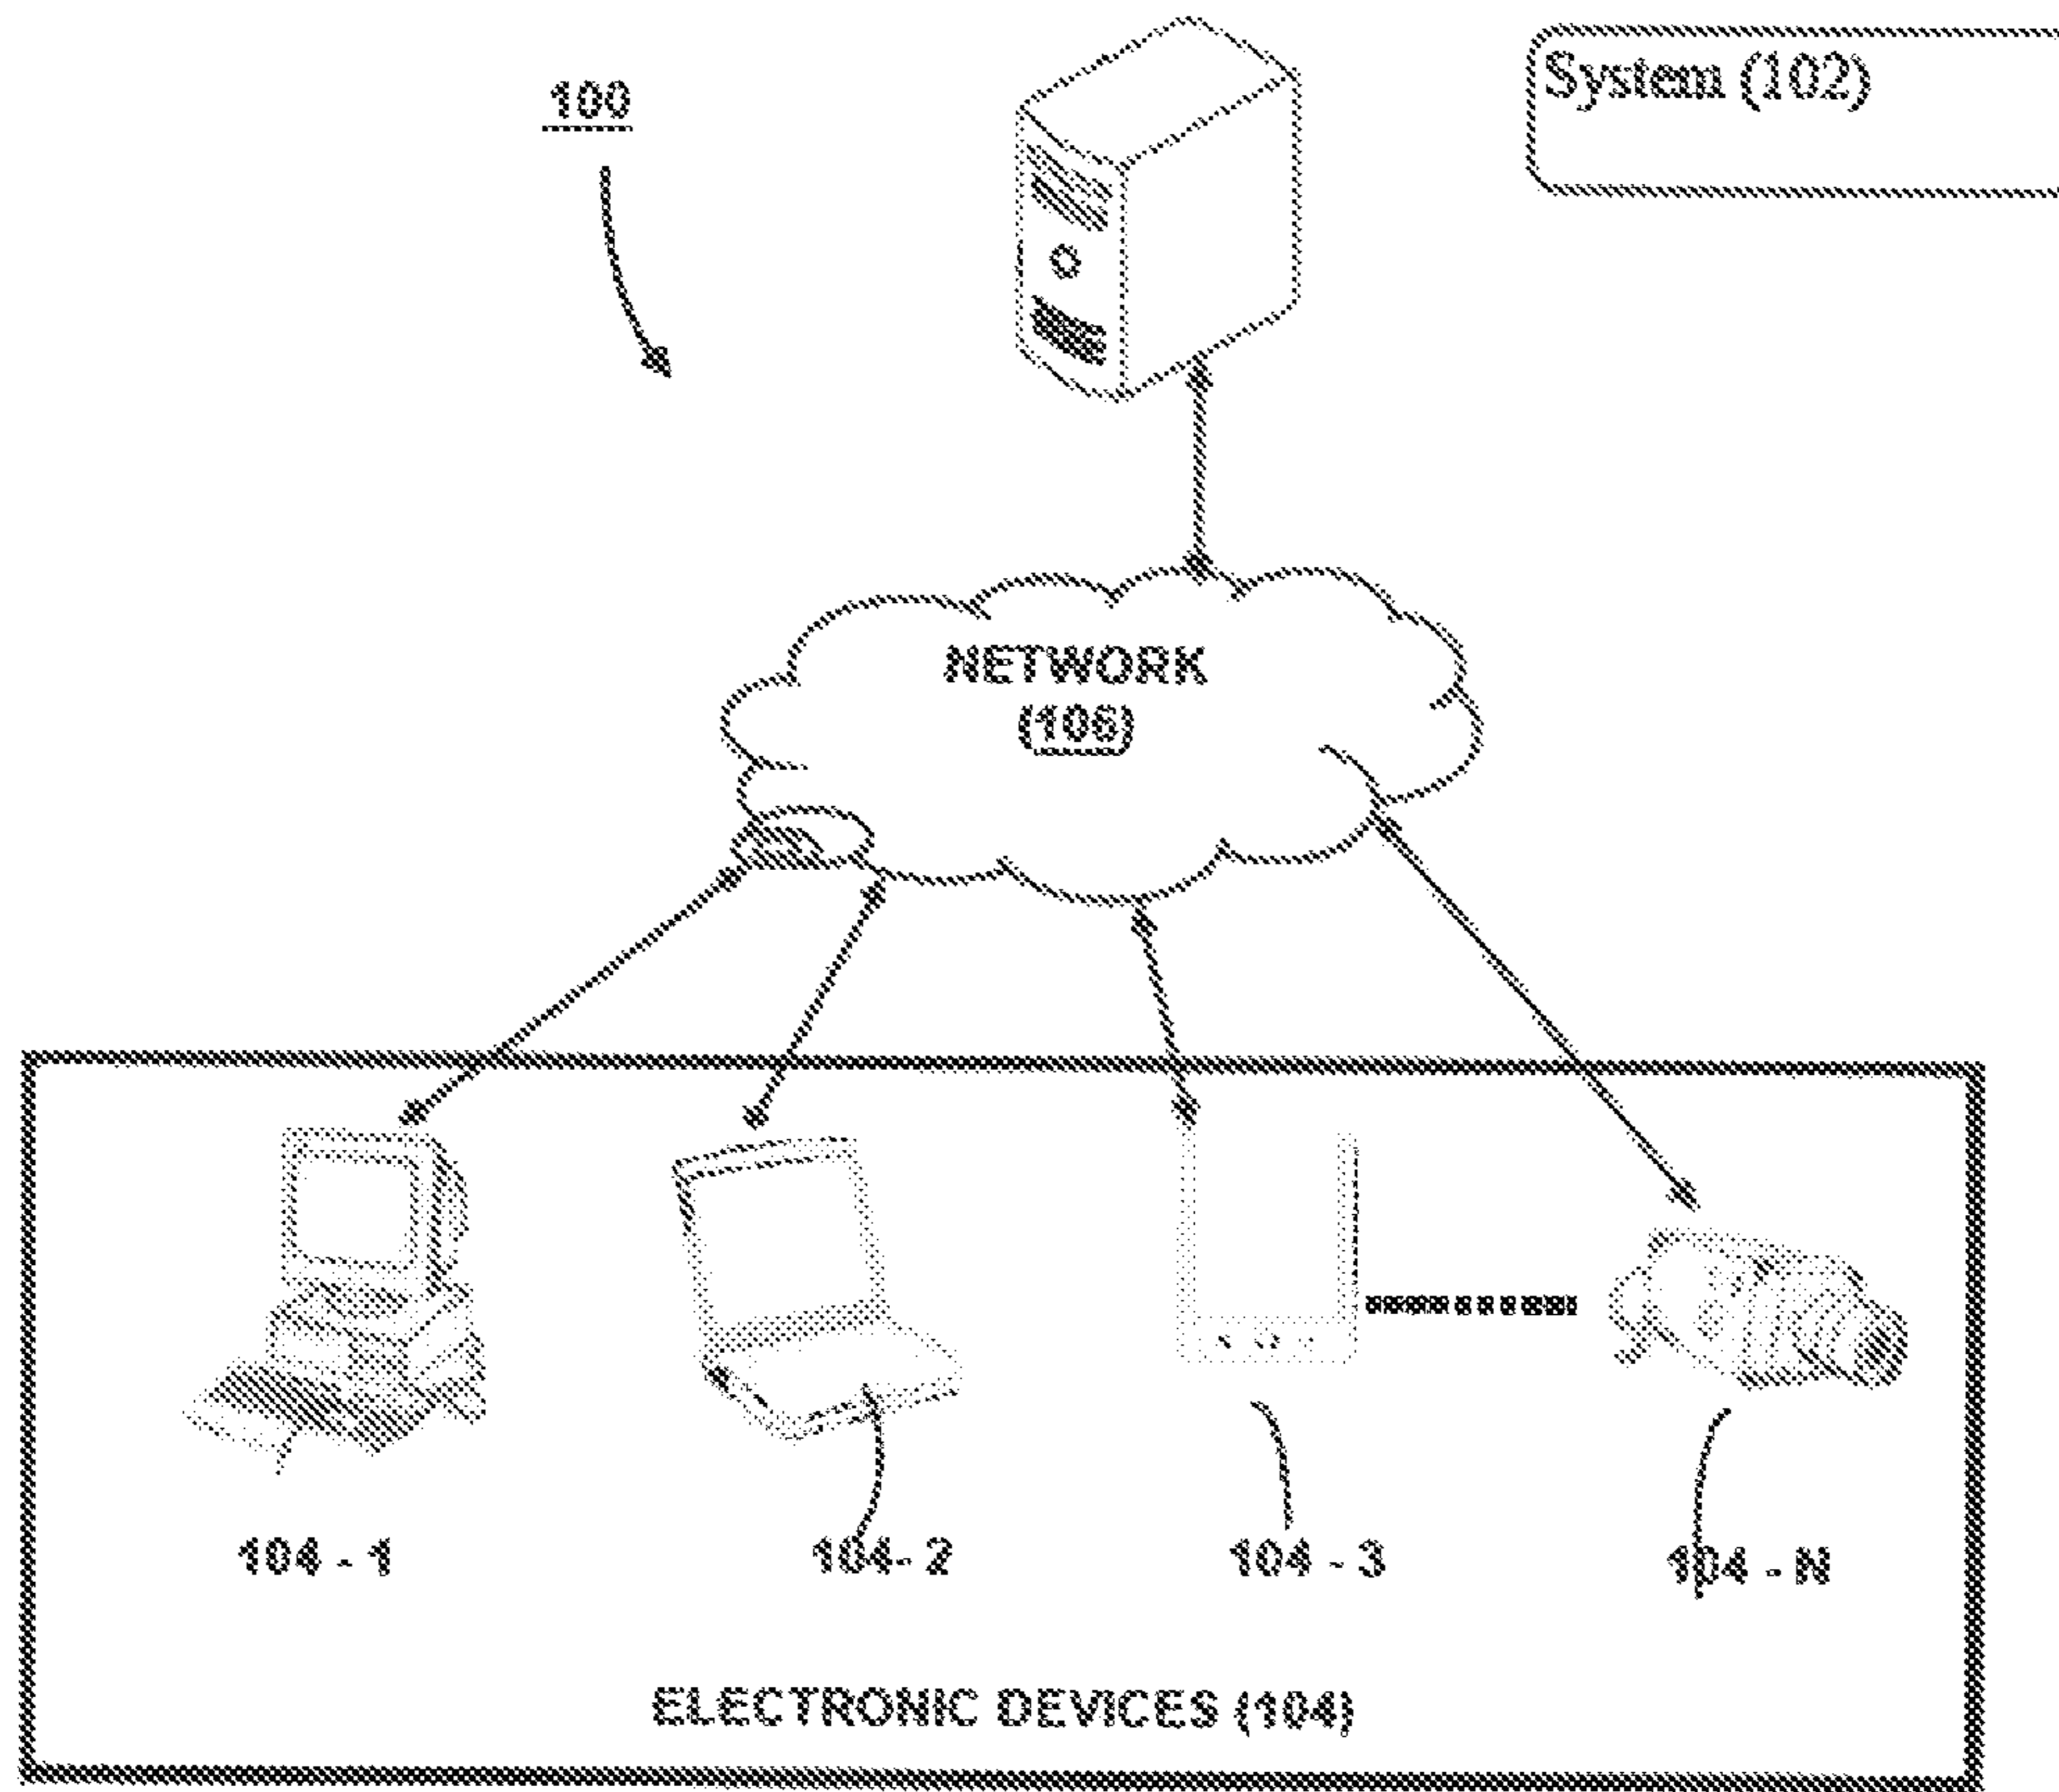 100
System (102)
NETWORK
(106)
104 - 1
104- 2
104 - 3
104 - N
ELECTRONIC DEVICES (104)